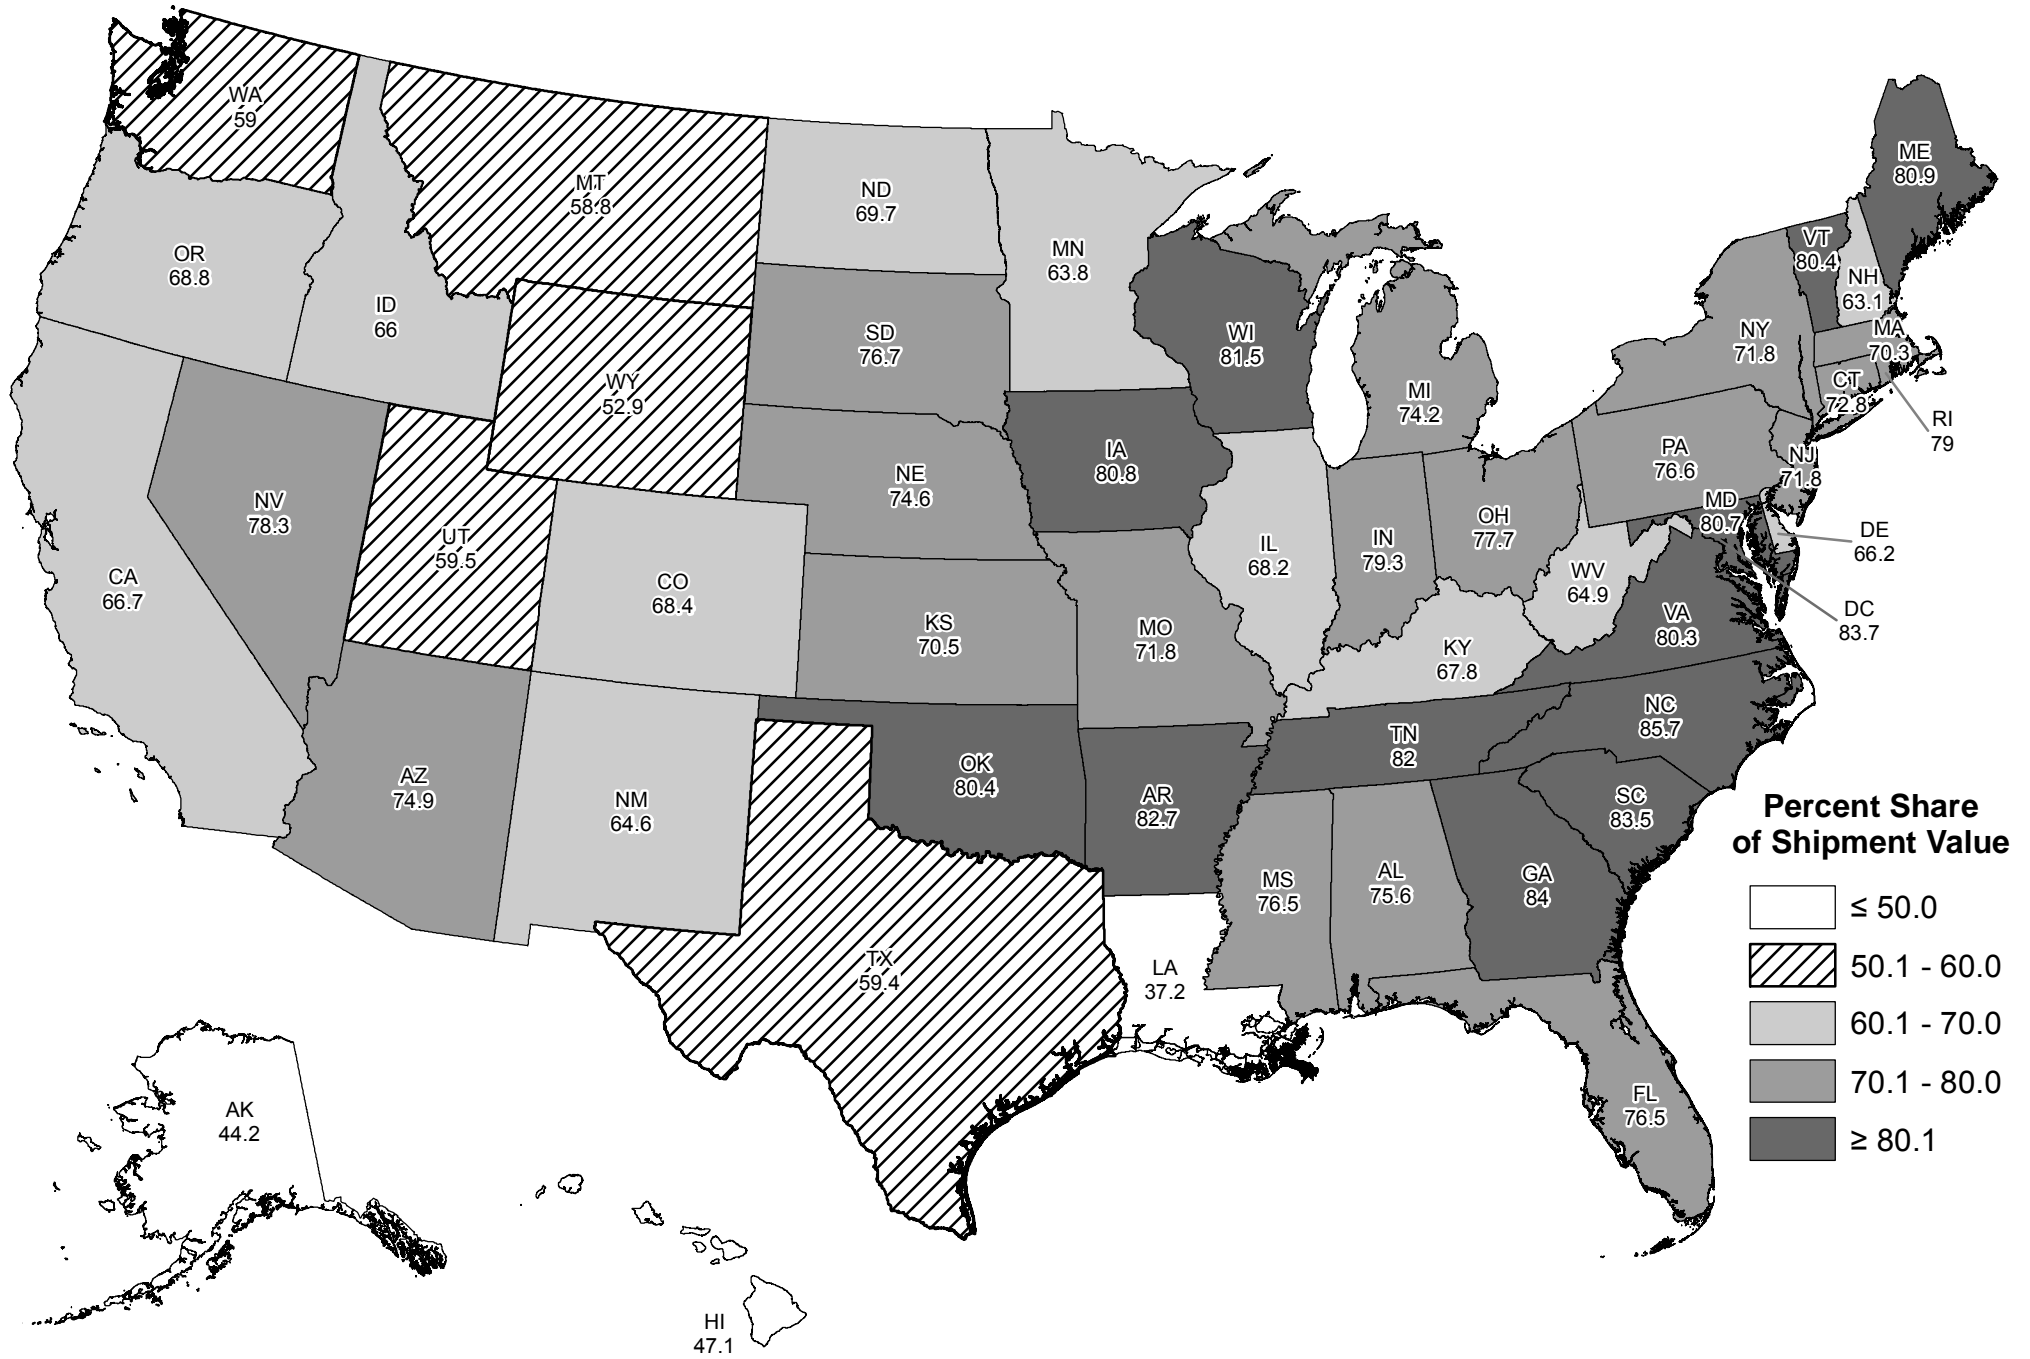 WA
59
MT
58.8
ND
69.7
MN
63.8
OR
68.8
ID
66
WY
52.9
SD
76.7
WI
81.5
MI
74.2
NY
71.8
VT
80.4
NH
63.1
ME
80.9
MA
70.3
CT
72.8
RI
79
NV
78.3
UT
59.5
CA
66.7
CO
68.4
NE
74.6
IA
80.8
IL
68.2
IN
79.3
OH
77.7
PA
76.6
NJ
71.8
MD
80.7
DE
66.2
DC
83.7
WV
64.9
VA
80.3
KY
67.8
KS
70.5
MO
71.8
AZ
74.9
NM
64.6
OK
80.4
AR
82.7
TN
82
NC
85.7
SC
83.5
MS
76.5
AL
75.6
GA
84
TX
59.4
LA
37.2
FL
76.5
AK
44.2
HI
47.1
Percent Share
of Shipment Value
≤ 50.0
50.1 - 60.0
60.1 - 70.0
70.1 - 80.0
≥ 80.1